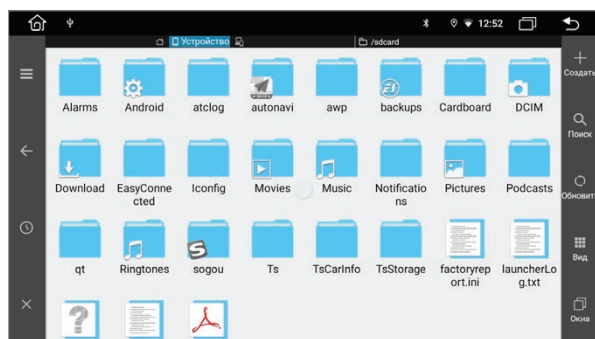 12:52
Устройство
/sdcard
Создать
Поиск
Обновить
Вид
Окна
Alarms
Android
atclog
autonavi
awp
backups
Cardboard
DCIM
Download
EasyConne
cted
Iconfig
Movies
Music
Notificatio
ns
Pictures
Podcasts
qt
Ringtones
sogou
Ts
TsCarInfo
TsStorage
factoryrep
ort.ini
launcherLo
g.txt